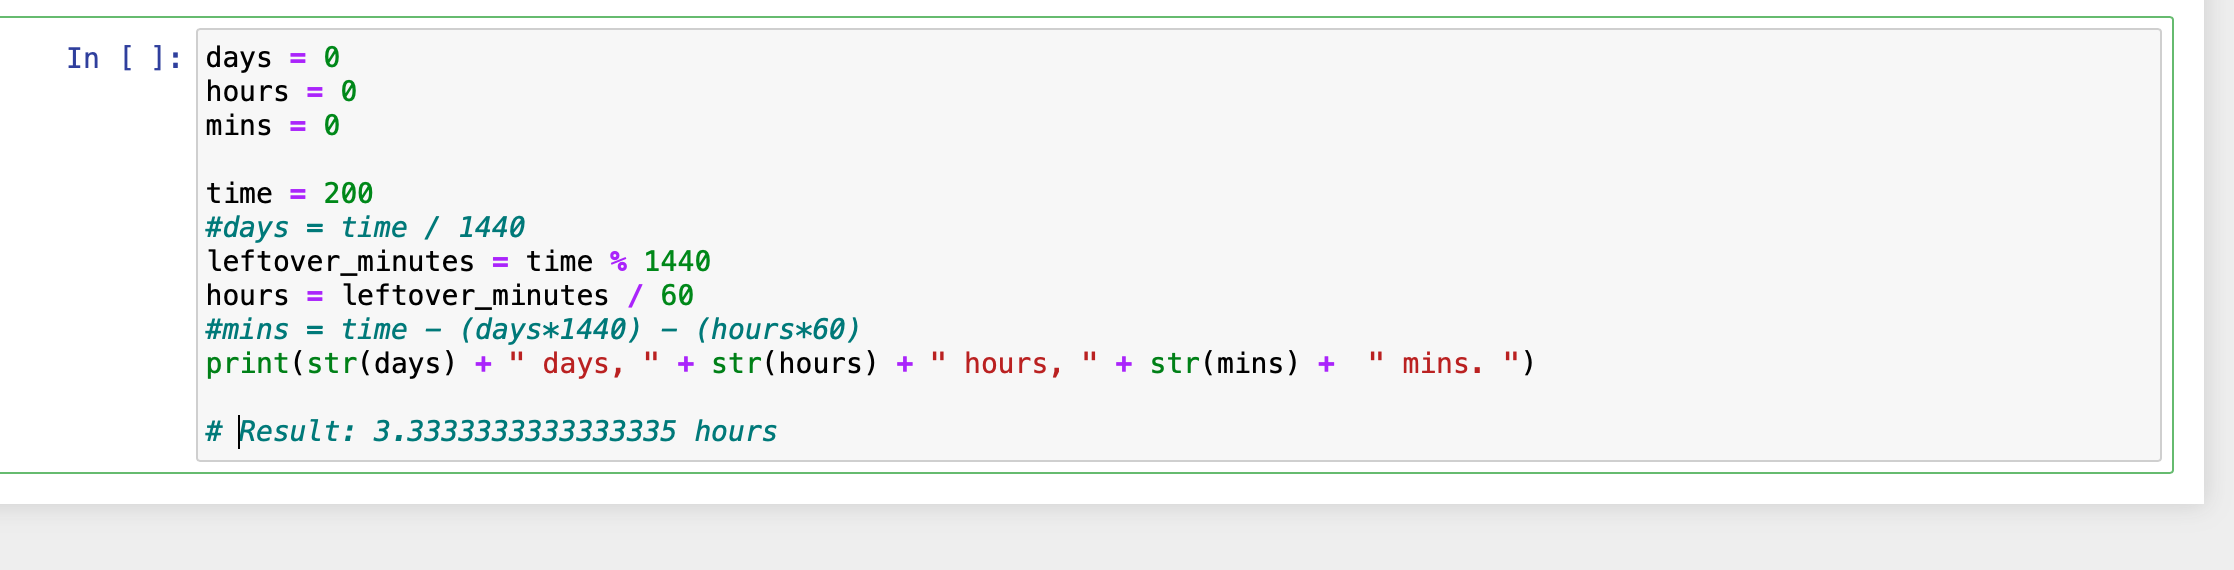 In [ ]:
days = 0
hours = 0
mins = 0
time = 200
#days = time / 1440
leftover_minutes = time % 1440
hours = leftover_minutes / 60
#mins = time - (days*1440) - (hours*60)
print(str(days) + " days, " + str(hours) + " hours, " + str(mins) +  " mins. ")
# Result: 3.3333333333333335 hours